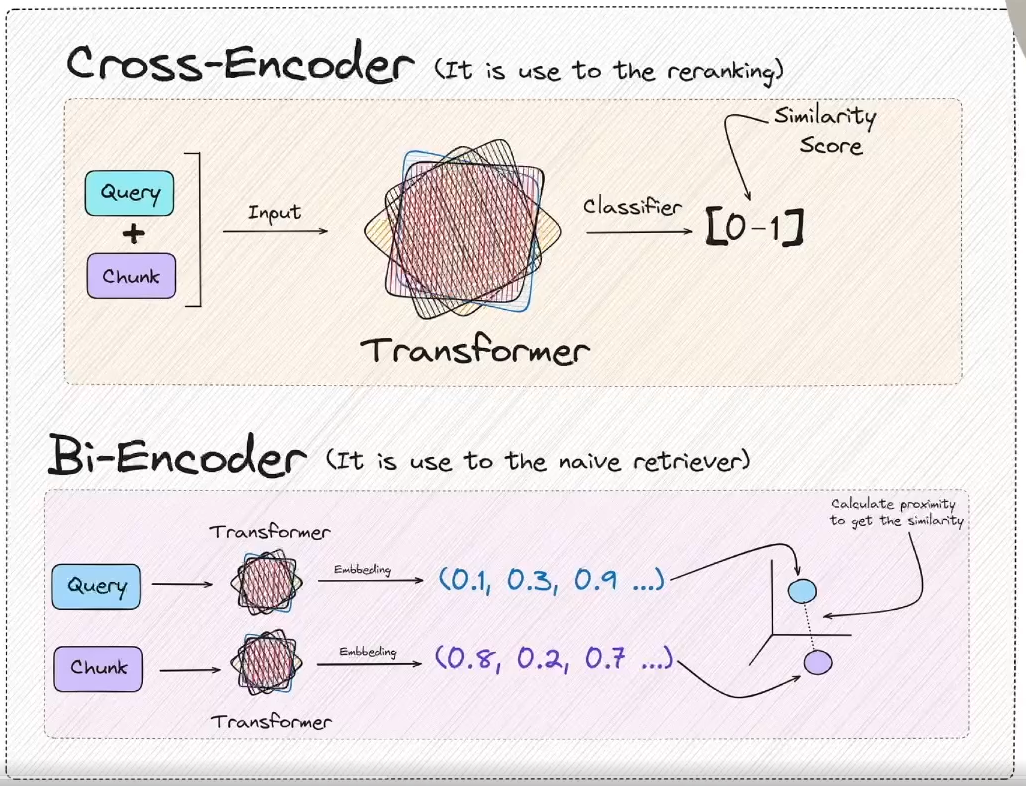 Cross-Encoder (It is use to the reranking)
Similarity
Score
Query
+
Chunk
Input
Classifier
[0-1]
Transformer
Bi-Encoder (It is use to the naive retriever)
Calculate proximity
to get the similarity
Transformer
Query
Embbeding
(0.1, 0.3, 0.9 ...)
Chunk
Embbeding
(0.8, 0.2, 0.7 ...)
Transformer